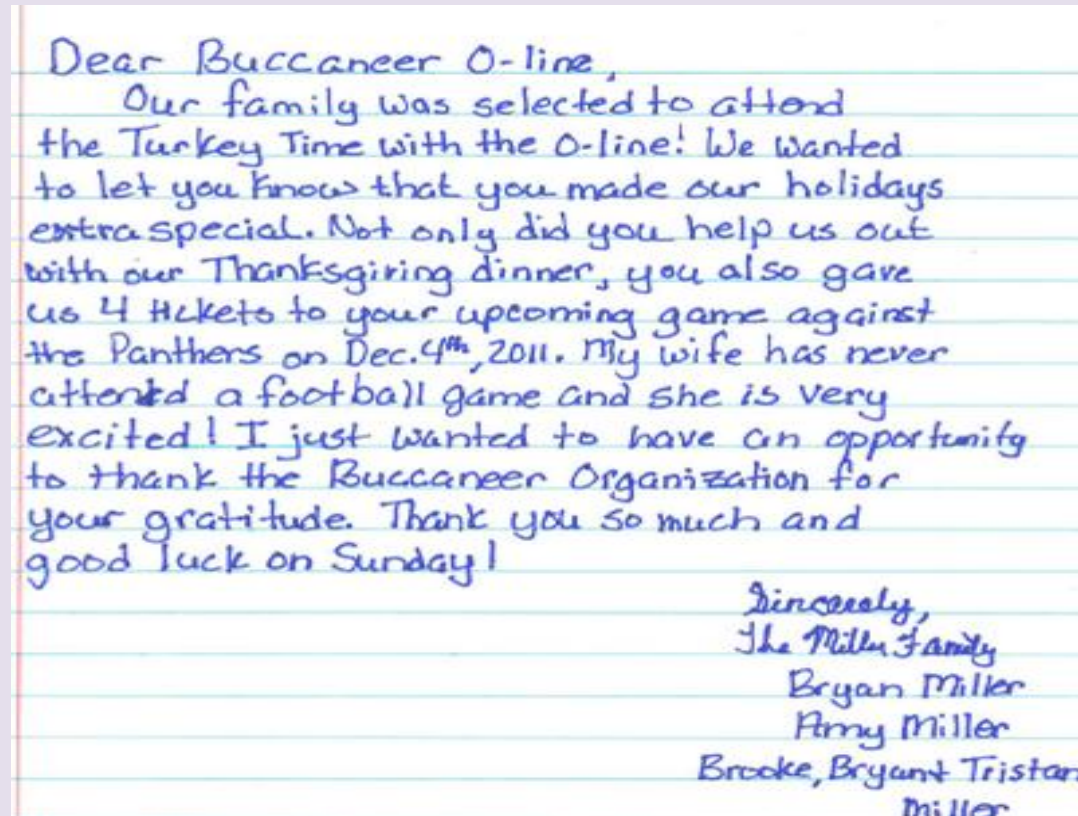 Dear Buccaneer O-line,
Our family was selected to attend
the Turkey Time with the O-line! We wanted
to let you know that you made our holidays
extra special. Not only did you help us out
with our Thanksgiving dinner, you also gave
us 4 tickets to your upcoming game against
the Panthers on Dec. 4th, 2011. My wife has never
attend a football game and she is very
excited! I just wanted to have an opportunity
to thank the Buccaneer Organization for
your gratitude. Thank you so much and
good luck on Sunday!
Sincerely,
The Miller Family
Bryan Miller
Amy Miller
Brooke, Bryant Tristan
Miller